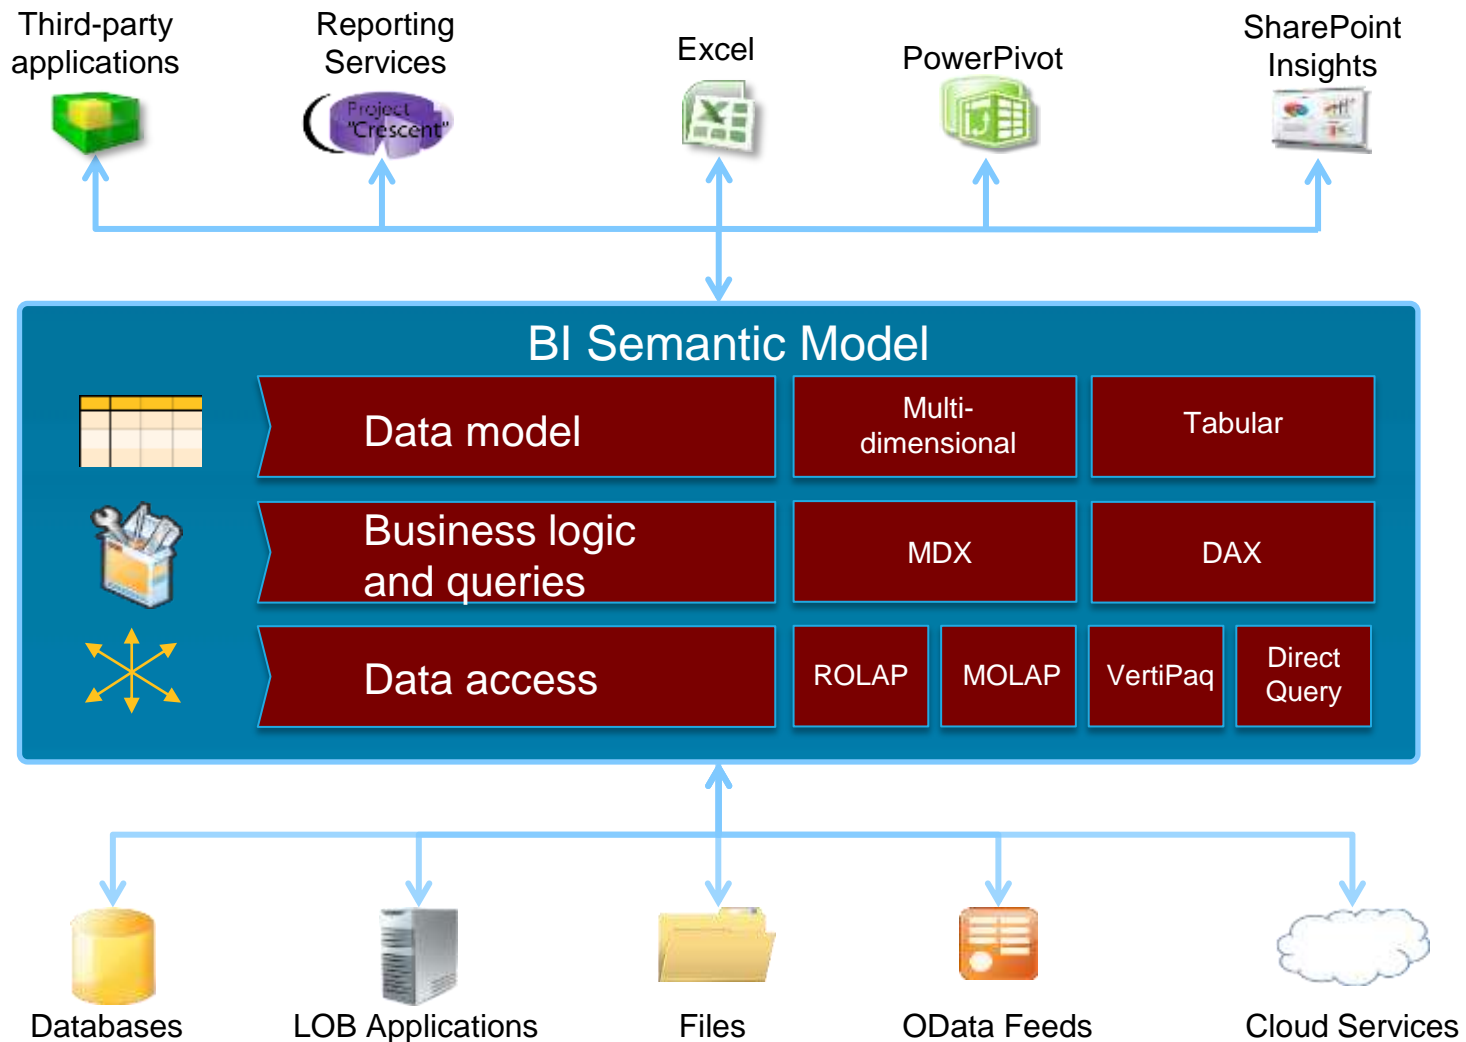 Third-party
applications
Reporting
Services
Excel
PowerPivot
SharePoint
Insights
Project
"Crescent"
BI Semantic Model
Data model
Multi-
dimensional
Tabular
Business logic
and queries
MDX
DAX
Data access
ROLAP
MOLAP
VertiPaq
Direct
Query
Databases
LOB Applications
Files
OData Feeds
Cloud Services